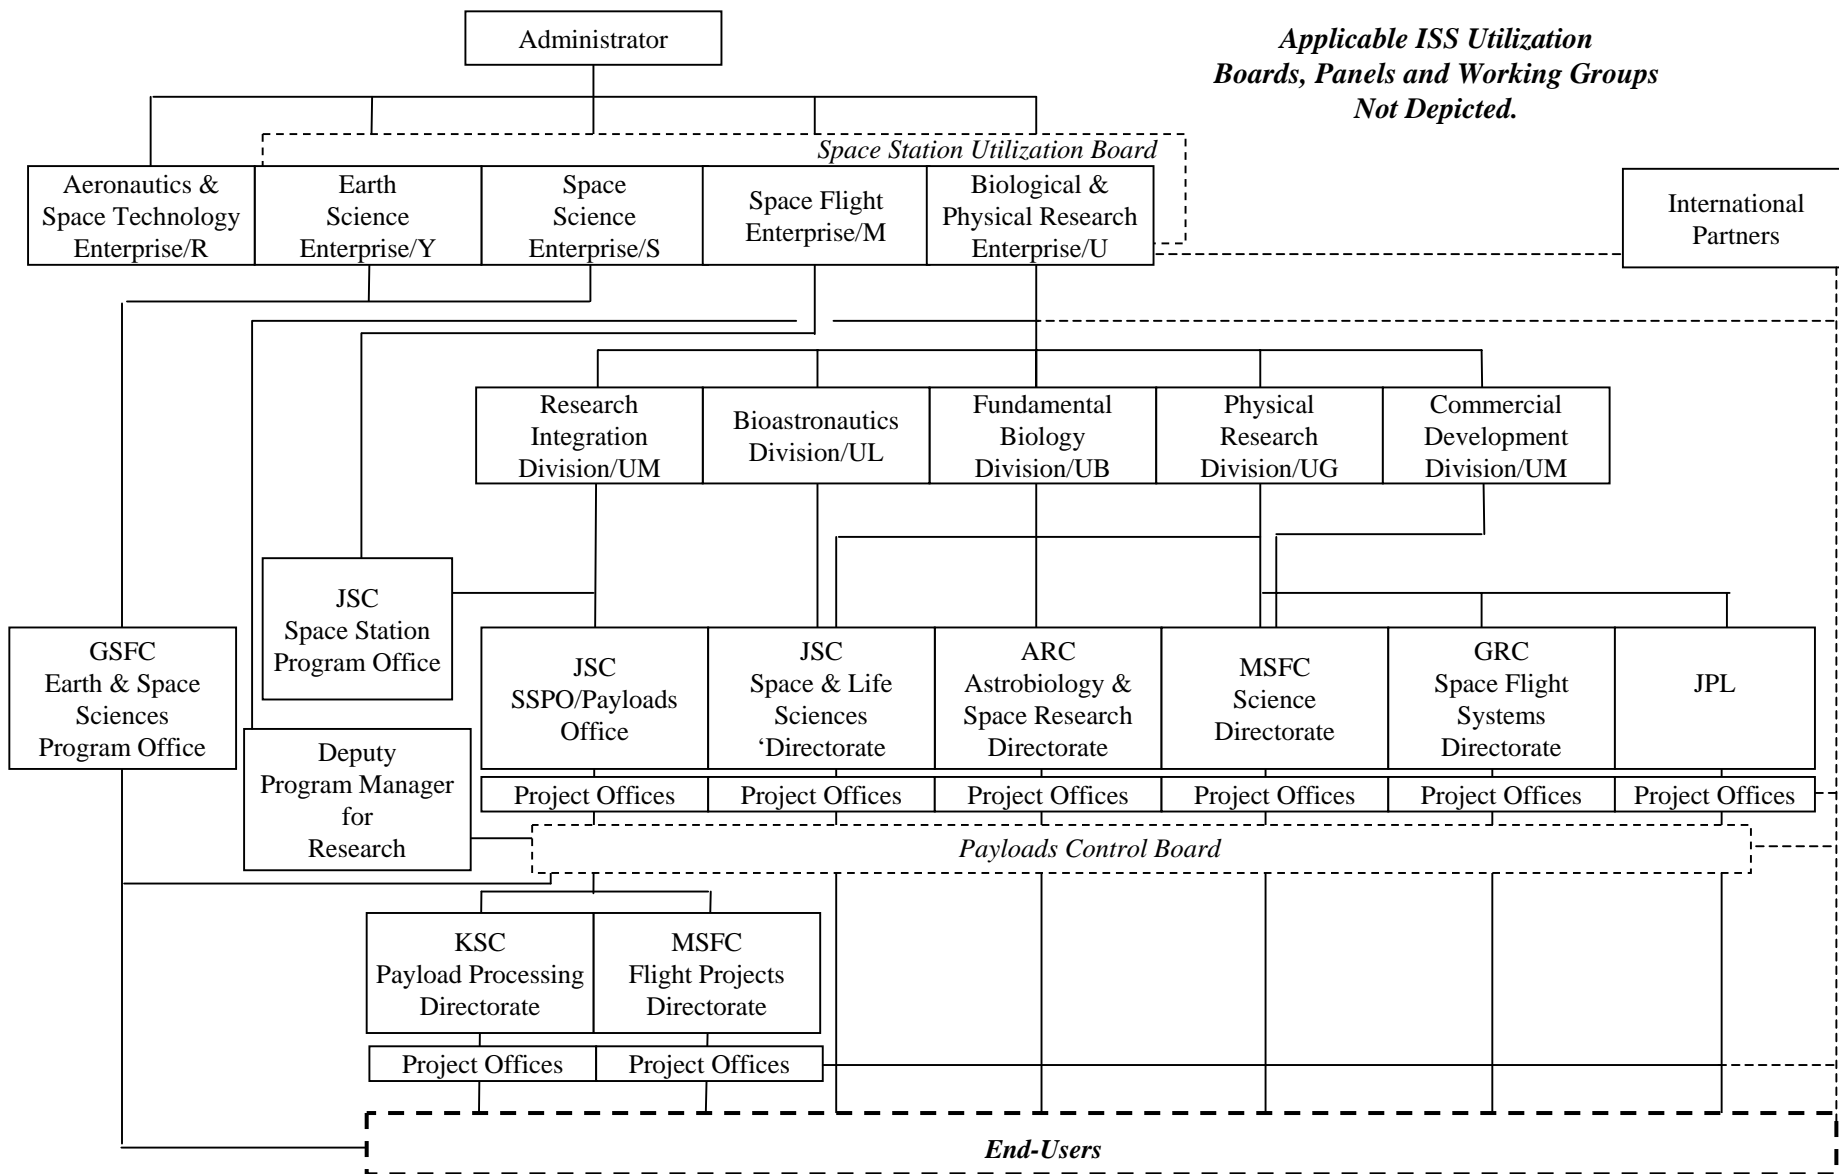 Administrator
Applicable ISS Utilization
Boards, Panels and Working Groups
Not Depicted.
Space Station Utilization Board
Aeronautics &
Space Technology
Enterprise/R
Earth
Science
Enterprise/Y
Space
Science
Enterprise/S
Space Flight
Enterprise/M
Biological &
Physical Research
Enterprise/U
International
Partners
Research
Integration
Division/UM
Bioastronautics
Division/UL
Fundamental
Biology
Division/UB
Physical
Research
Division/UG
Commercial
Development
Division/UM
JSC
Space Station
Program Office
GSFC
Earth & Space
Sciences
Program Office
JSC
SSPO/Payloads
Office
JSC
Space & Life
Sciences
‘Directorate
ARC
Astrobiology &
Space Research
Directorate
MSFC
Science
Directorate
GRC
Space Flight
Systems
Directorate
JPL
Deputy
Program Manager
for
Research
Project Offices
Project Offices
Project Offices
Project Offices
Project Offices
Project Offices
Payloads Control Board
KSC
Payload Processing
Directorate
MSFC
Flight Projects
Directorate
Project Offices
Project Offices
End-Users